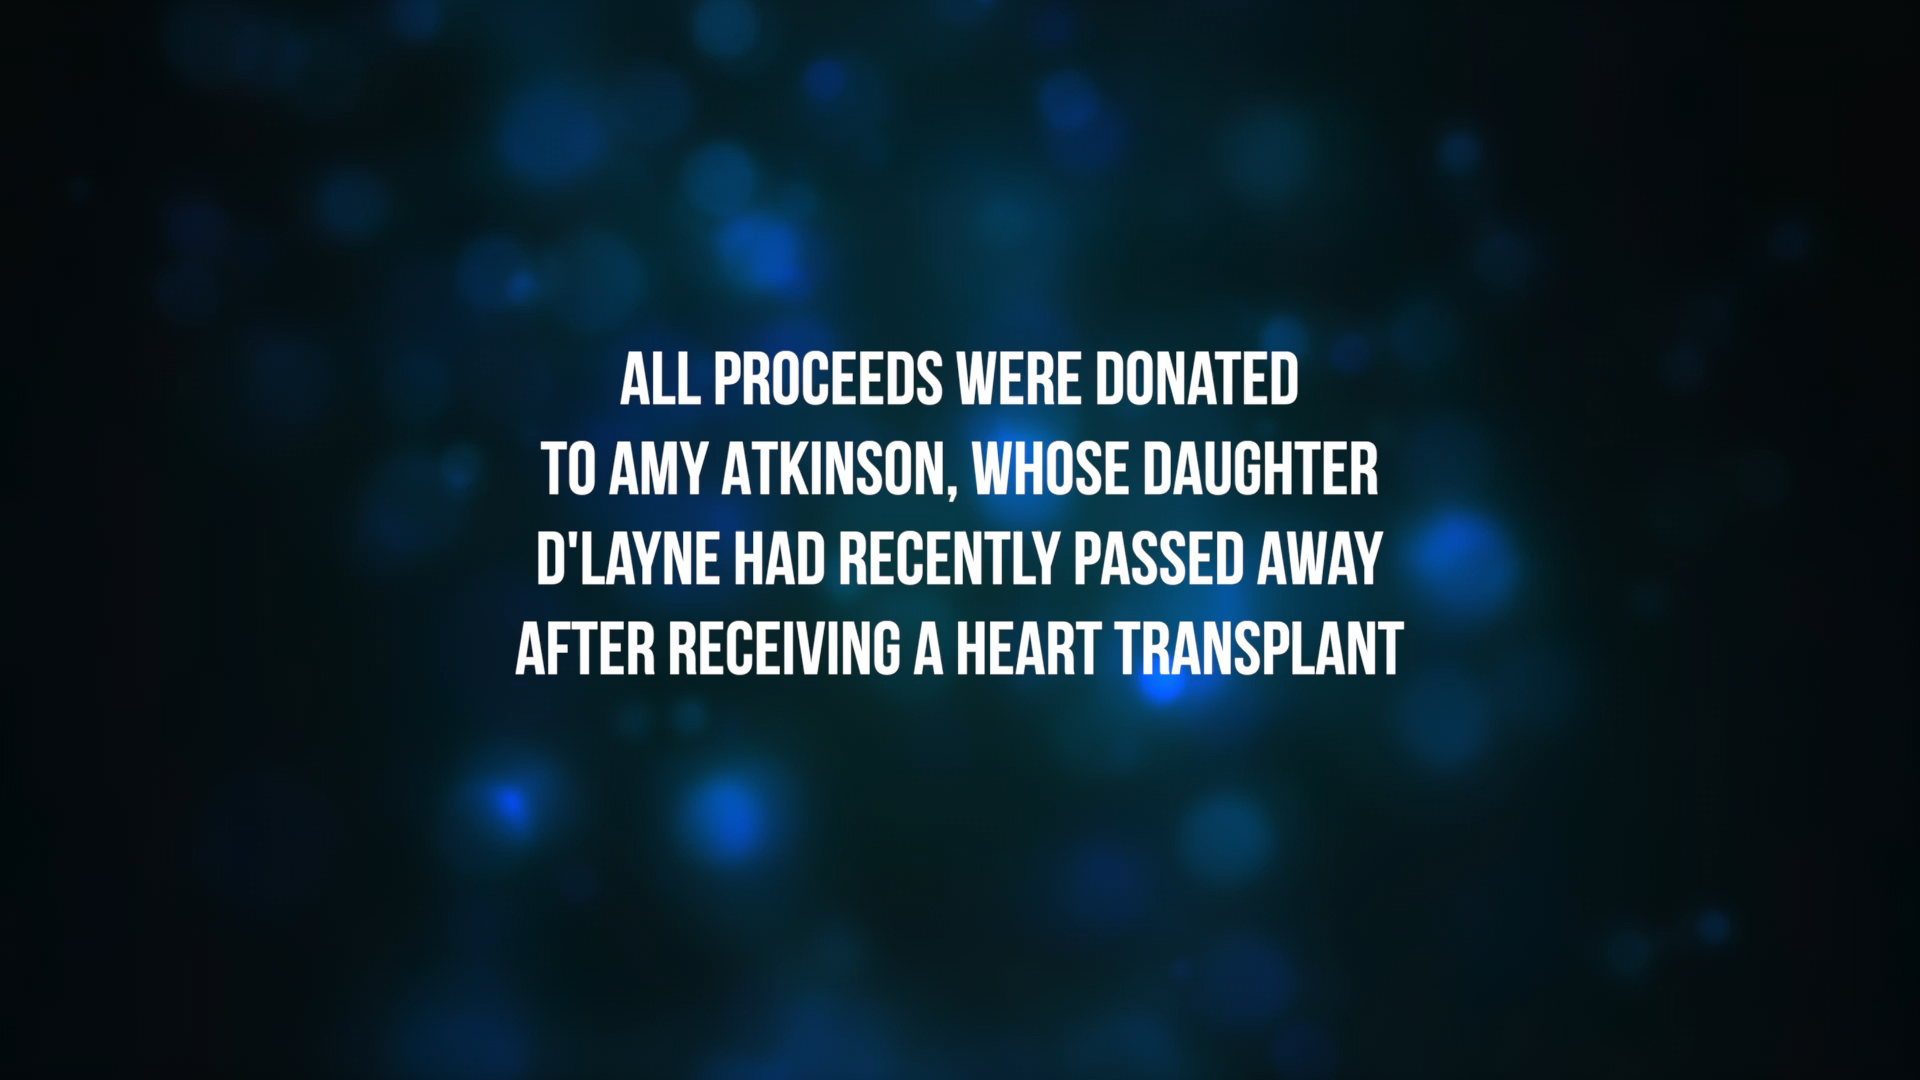 ALL PROCEEDS WERE DONATED
TO AMY ATKINSON, WHOSE DAUGHTER
D'LAYNE HAD RECENTLY PASSED AWAY
AFTER RECEIVING A HEART TRANSPLANT